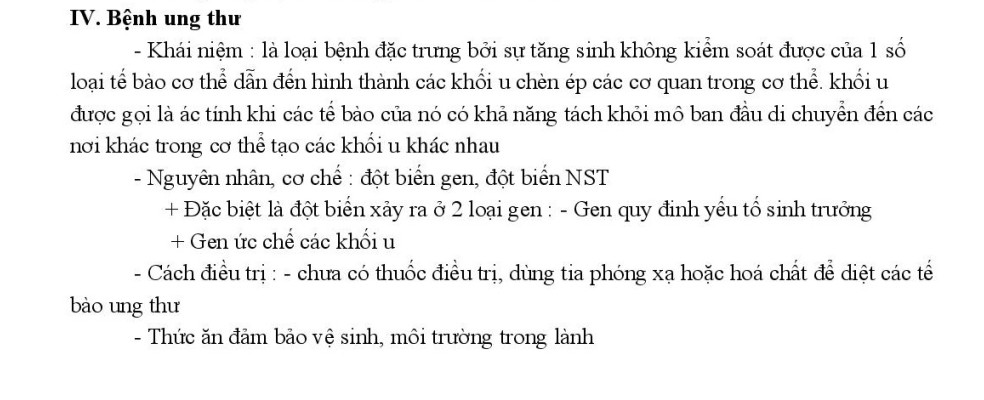 IV. Bệnh ung thư
- Khái niệm : là loại bệnh đặc trưng bởi sự tăng sinh không kiểm soát được của 1 số
loại tế bào cơ thể dẫn đến hình thành các khối u chèn ép các cơ quan trong cơ thể. khối u
được gọi là ác tính khi các tế bào của nó có khả năng tách khỏi mô ban đầu di chuyển đến các
nơi khác trong cơ thể tạo các khối u khác nhau
- Nguyên nhân, cơ chế : đột biến gen, đột biến NST
+ Đặc biệt là đột biến xảy ra ở 2 loại gen : - Gen quy đinh yếu tố sinh trưởng
+ Gen ức chế các khối u
- Cách điều trị : - chưa có thuốc điều trị, dùng tia phóng xạ hoặc hoá chất để diệt các tế
bào ung thư
- Thức ăn đảm bảo vệ sinh, môi trường trong lành